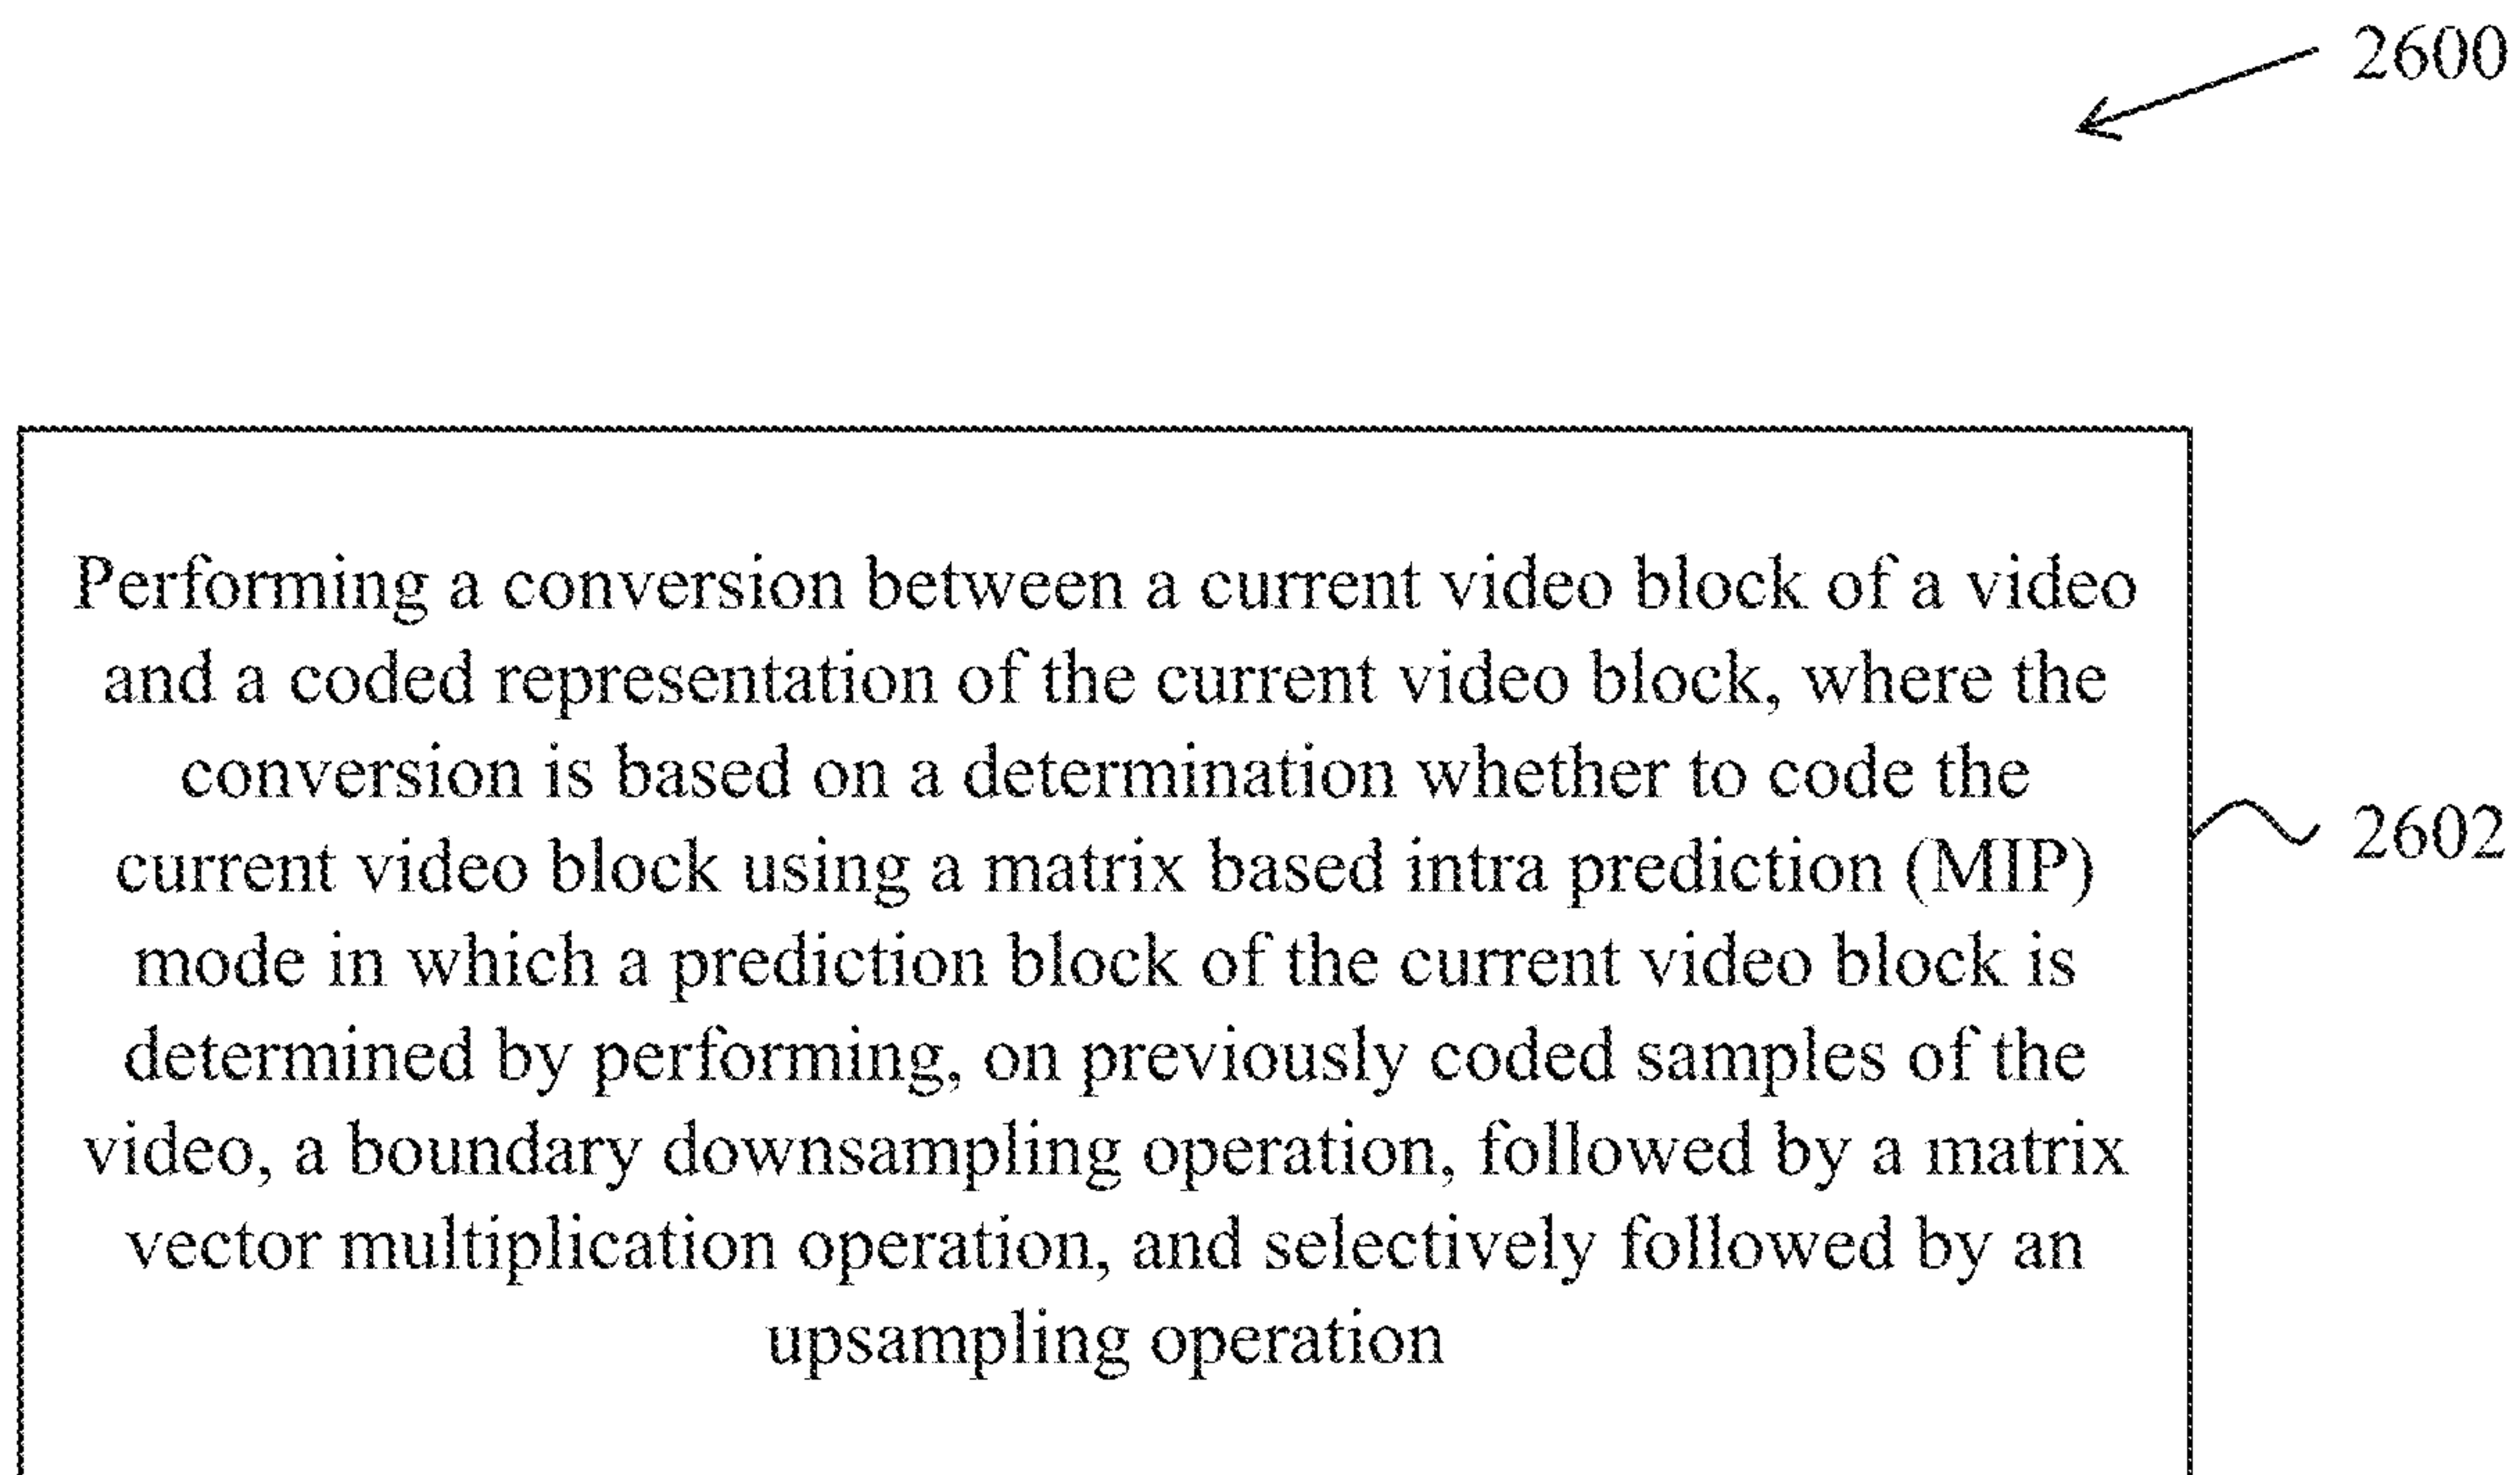 2600
Performing a conversion between a current video block of a video
and a coded representation of the current video block, where the
conversion is based on a determination whether to code the
current video block using a matrix based intra prediction (MIP)
2602
mode in which a prediction block of the current video block is
determined by performing, on previously coded samples of the
video, a boundary downsampling operation, followed by a matrix
vector multiplication operation, and selectively followed by an
upsampling operation